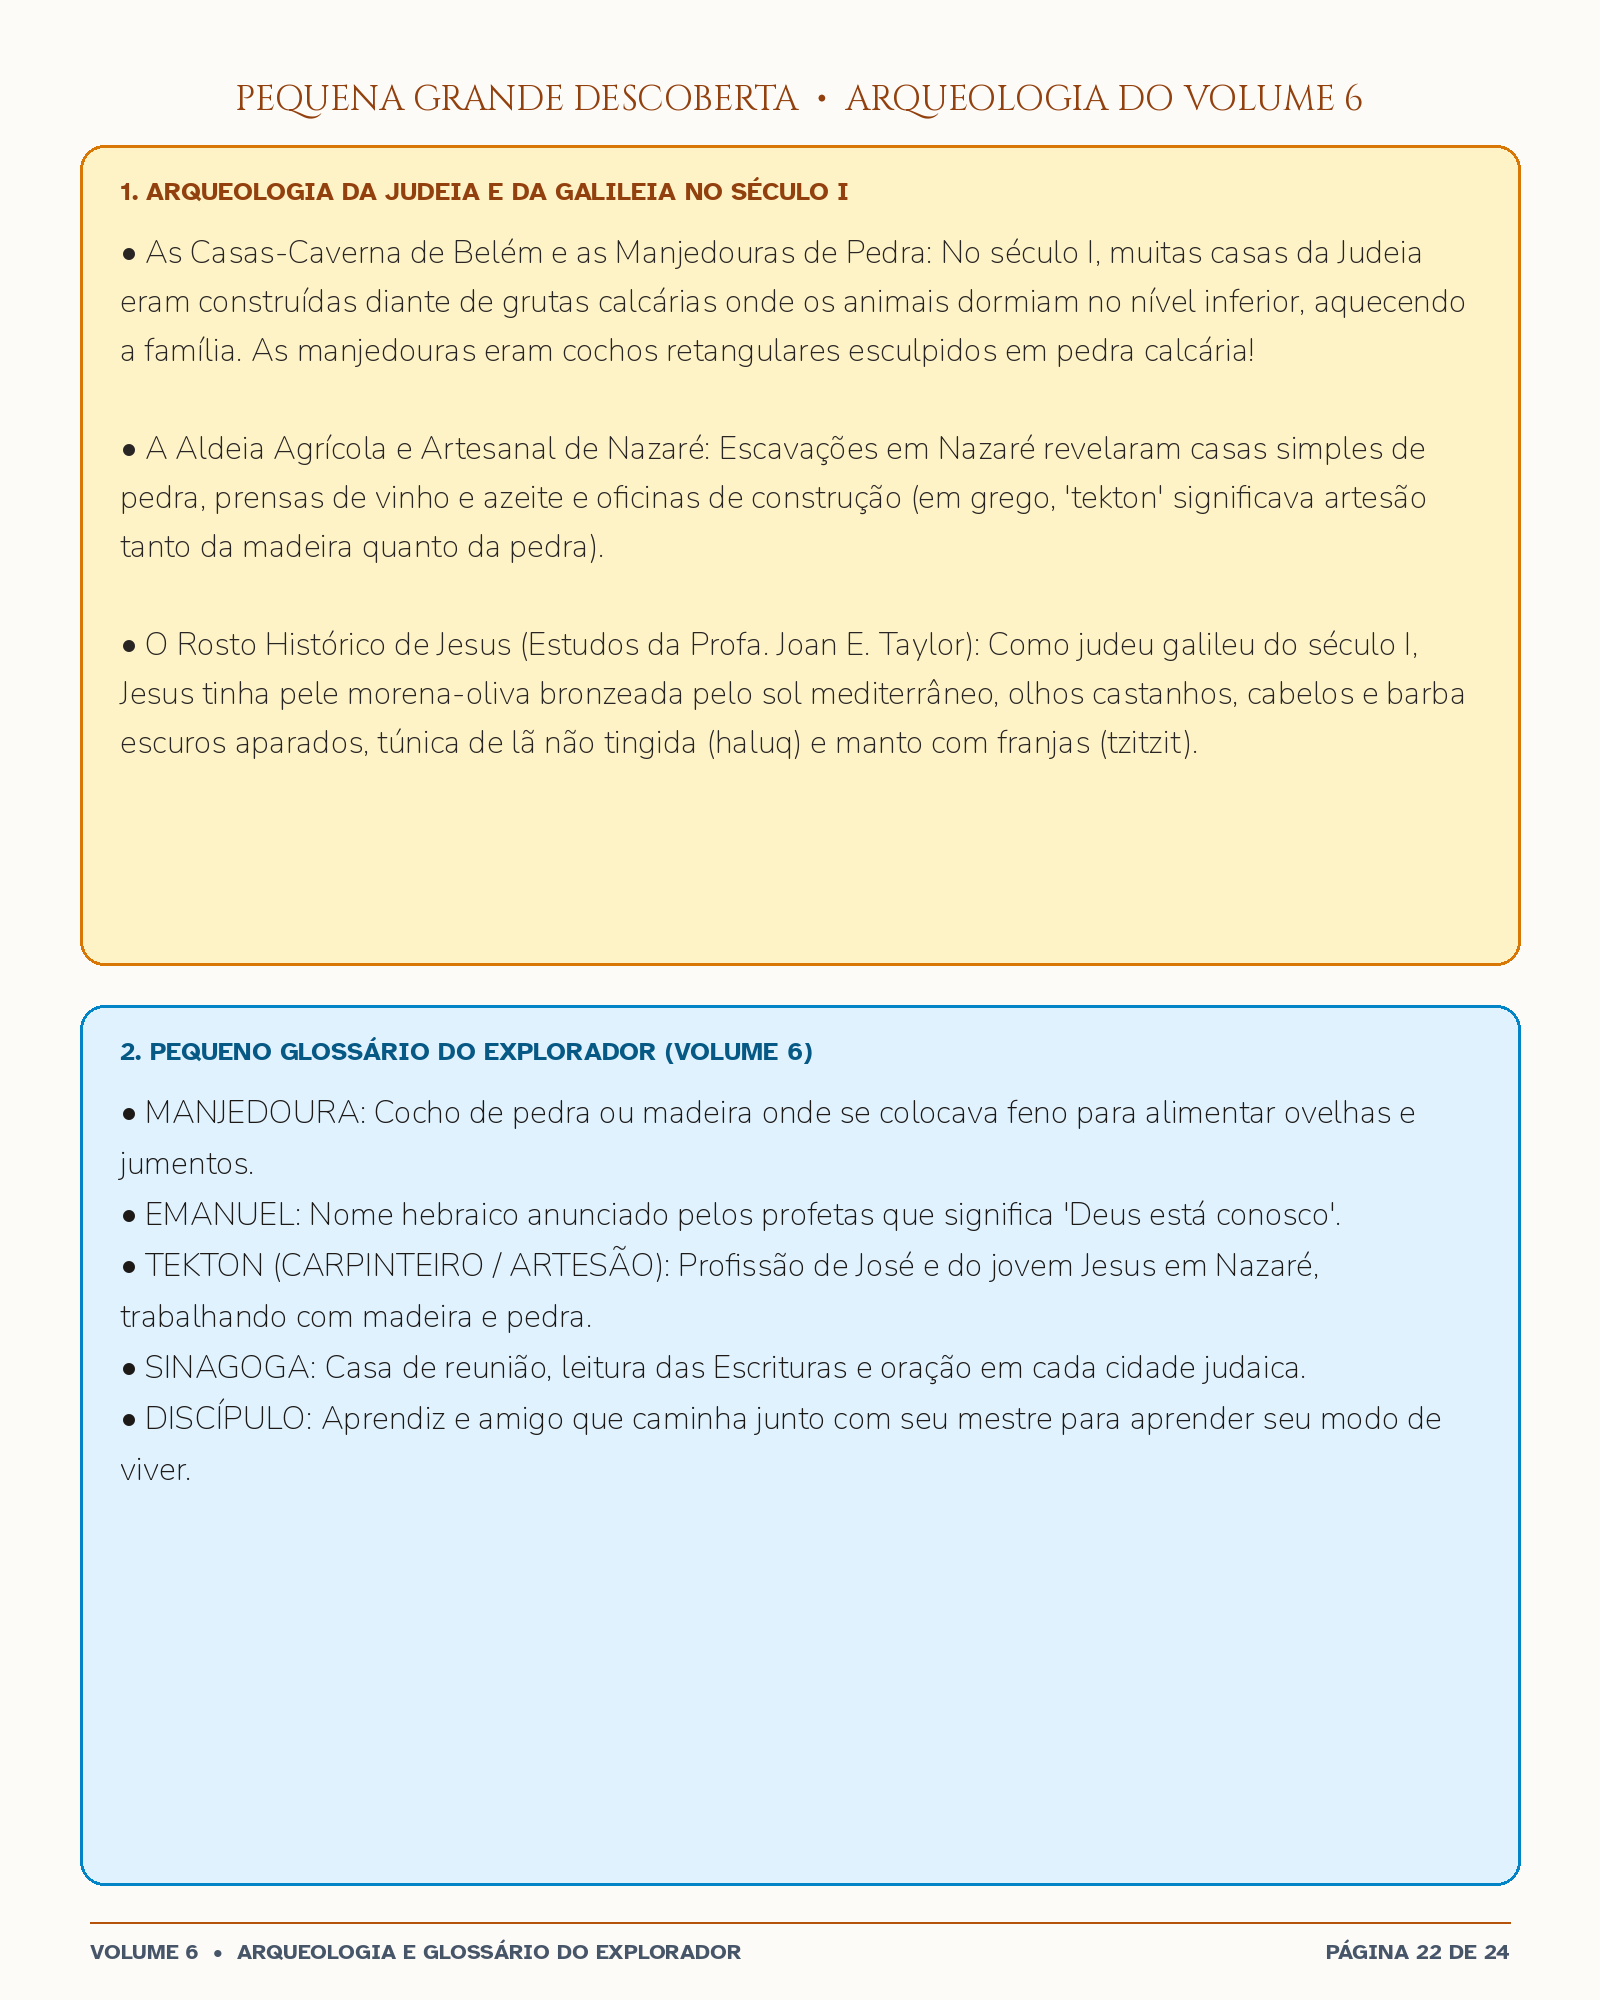 PEQUENA GRANDE DESCOBERTA • ARQUEOLOGIA DO VOLUME 6
1. ARQUEOLOGIA DA JUDEIA E DA GALILEIA NO SÉCULO I
• As Casas-Caverna de Belém e as Manjedouras de Pedra: No século I, muitas casas da Judeia
eram construídas diante de grutas calcárias onde os animais dormiam no nível inferior, aquecendo
a família. As manjedouras eram cochos retangulares esculpidos em pedra calcária!
• A Aldeia Agrícola e Artesanal de Nazaré: Escavações em Nazaré revelaram casas simples de
pedra, prensas de vinho e azeite e oficinas de construção (em grego, 'tekton' significava artesão
tanto da madeira quanto da pedra).
• O Rosto Histórico de Jesus (Estudos da Profa. Joan E. Taylor): Como judeu galileu do século I,
Jesus tinha pele morena-oliva bronzeada pelo sol mediterrâneo, olhos castanhos, cabelos e barba
escuros aparados, túnica de lã não tingida (haluq) e manto com franjas (tzitzit).
2. PEQUENO GLOSSÁRIO DO EXPLORADOR (VOLUME 6)
• MANJEDOURA: Cocho de pedra ou madeira onde se colocava feno para alimentar ovelhas e
jumentos.
• EMANUEL: Nome hebraico anunciado pelos profetas que significa 'Deus está conosco'.
• TEKTON (CARPINTEIRO / ARTESÃO): Profissão de José e do jovem Jesus em Nazaré,
trabalhando com madeira e pedra.
• SINAGOGA: Casa de reunião, leitura das Escrituras e oração em cada cidade judaica.
• DISCÍPULO: Aprendiz e amigo que caminha junto com seu mestre para aprender seu modo de
viver.
VOLUME 6 • ARQUEOLOGIA E GLOSSÁRIO DO EXPLORADOR
PÁGINA 22 DE 24